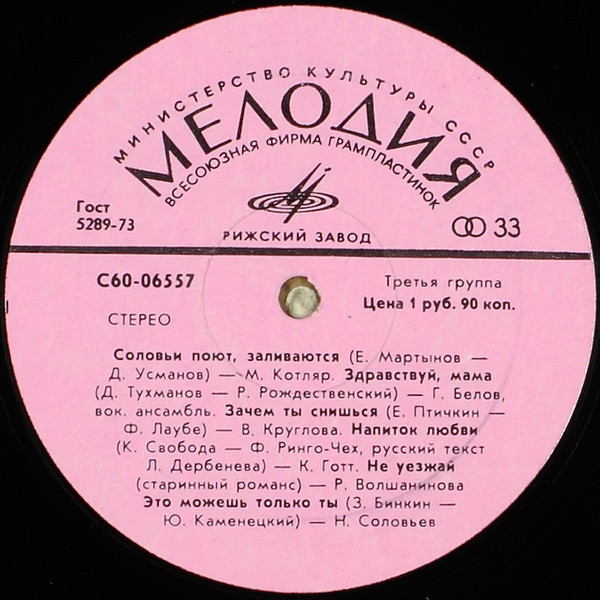 МИНИСТЕРСТВО КУЛЬТУРЫ СССР
МЕЛОДИЯ
ВСЕСОЮЗНАЯ ФИРМА ГРАМПЛАСТИНОК
Гост
5289-73
33
РИЖСКИЙ ЗАВОД
С60-06557
Третья группа
Цена 1 руб. 90 коп.
СТЕРЕО
Соловьи поют, заливаются (Е. Мартынов —
Д. Усманов) — М. Котляр. Здравствуй, мама
(Д. Тухманов — Р. Рождественский) — Г. Белов,
вок. ансамбль. Зачем ты снишься (Е. Птичкин —
Ф. Лаубе) — В. Круглова. Напиток любви
(К. Свобода — Ф. Ринго-Чех, русский текст
Л. Дербенева) — К. Готт. Не уезжай
(старинный романс) — Р. Волшанинова
Это можешь только ты (З. Бинкин —
Ю. Каменецкий) — Н. Соловьев